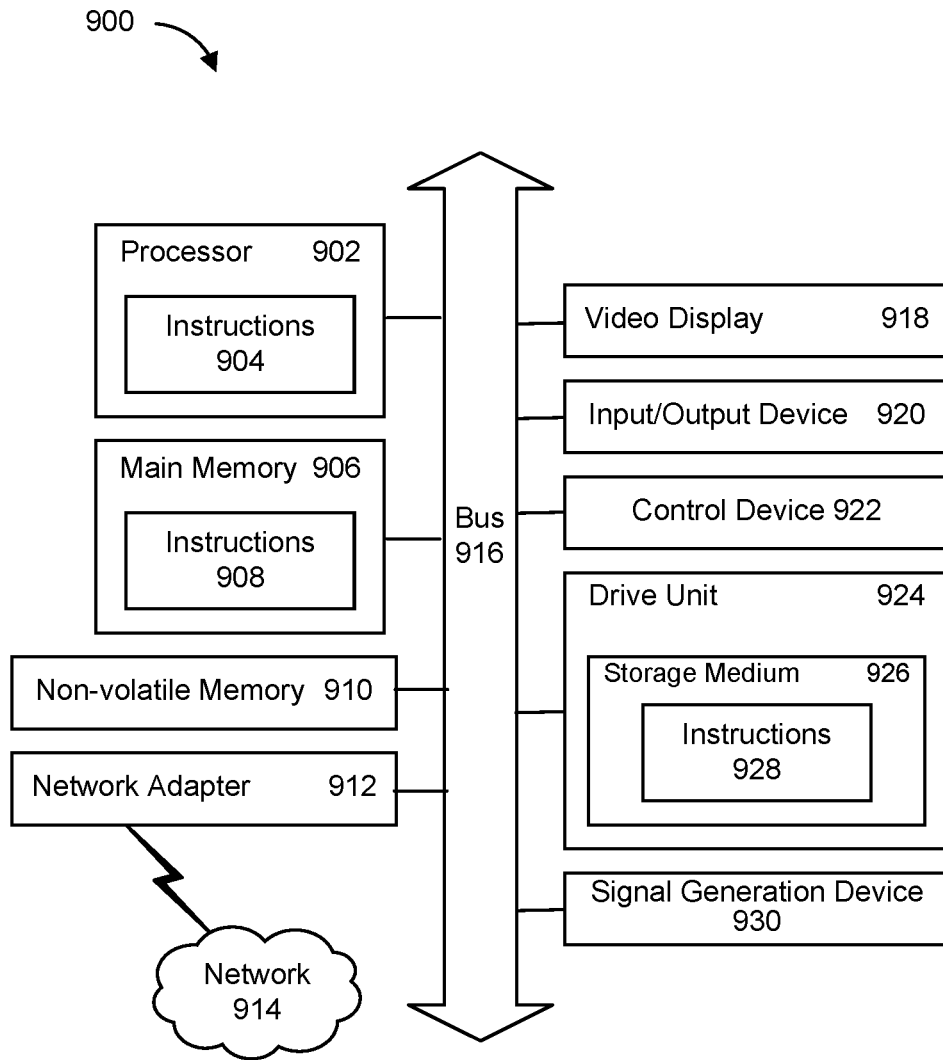 900
Processor 902
Instructions
904
Main Memory 906
Instructions
908
Non-volatile Memory 910
Network Adapter 912
Network
914
Bus
916
Video Display 918
Input/Output Device 920
Control Device 922
Drive Unit 924
Storage Medium 926
Instructions
928
Signal Generation Device
930